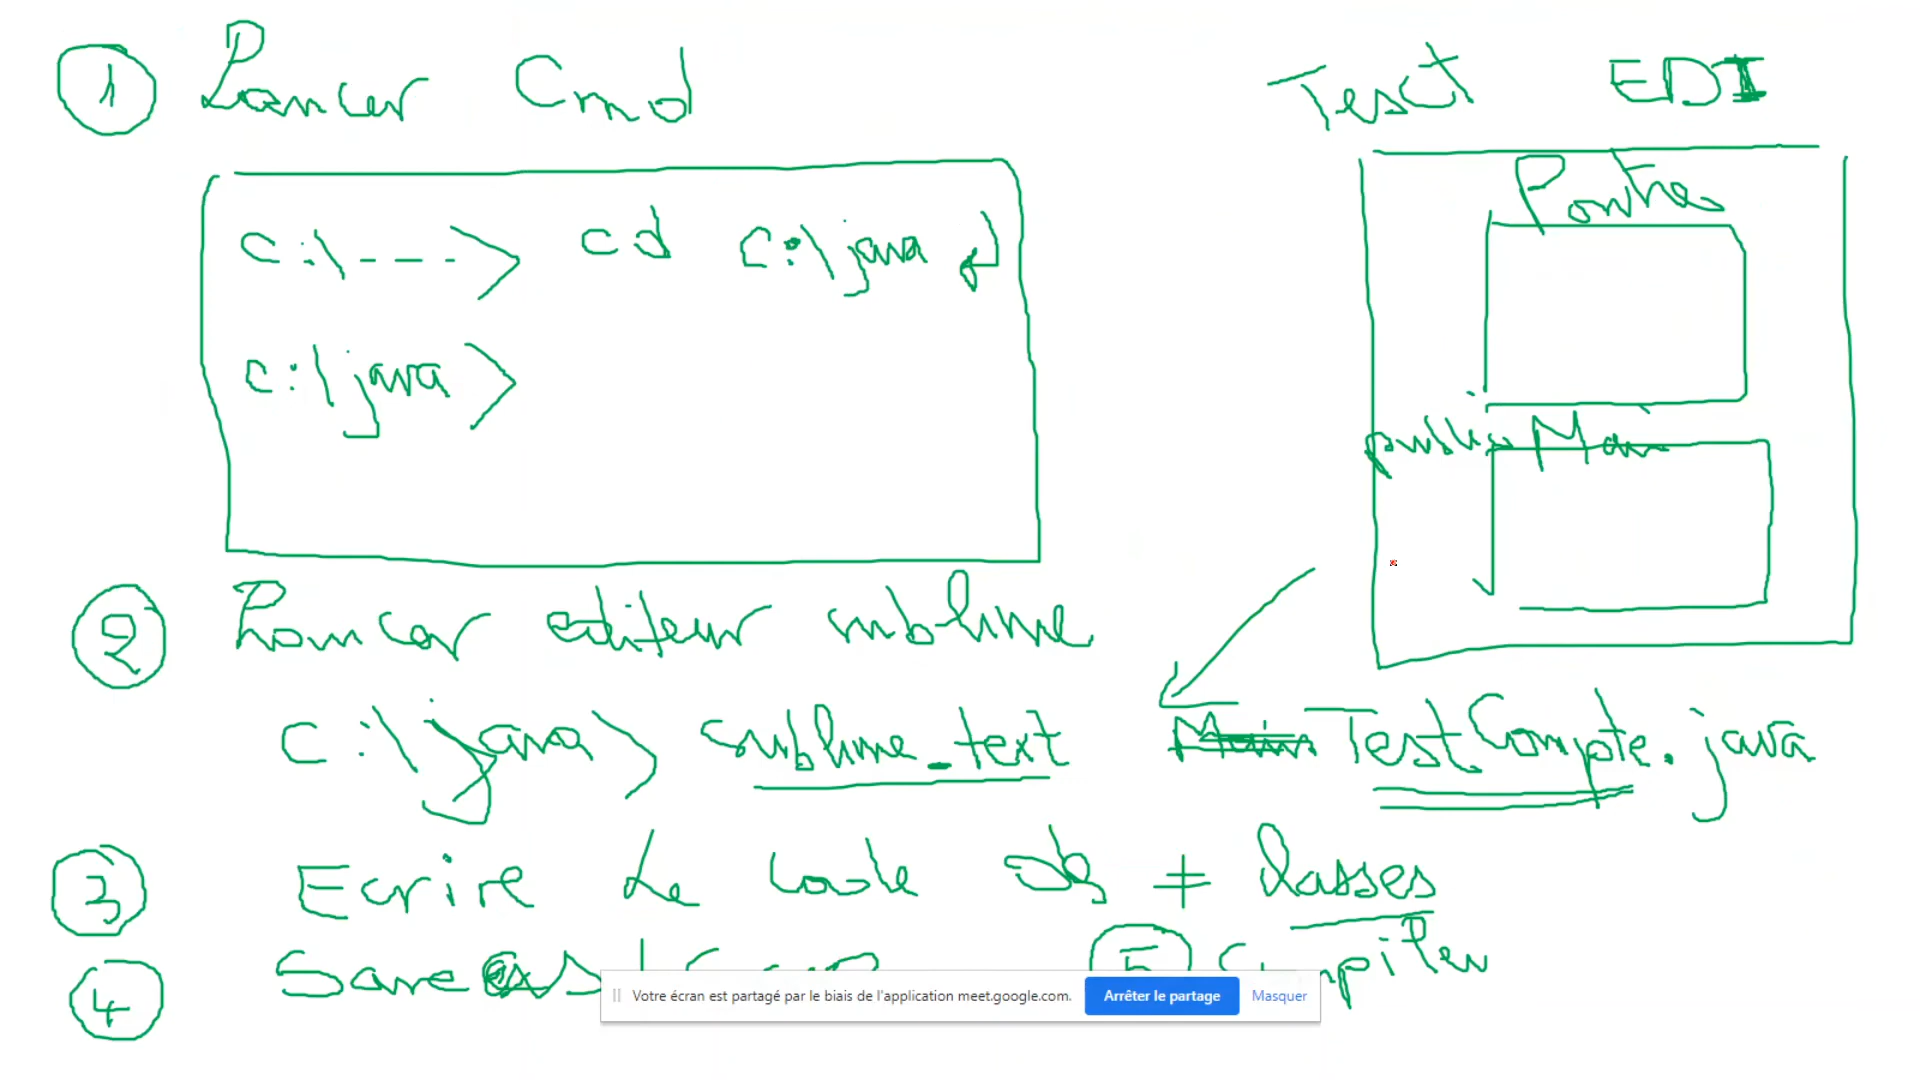 1 Lancer Cmd
c:\---> cd c:\java ↵
c:\java >
Test EDI
public Main
2 Lancer editeur sublime
c:\java> sublime_text TestCompte.java
3 Ecrire le code des ≠ classes
4 Save as
5 Compiler
Votre écran est partagé par le biais de l'application meet.google.com. Arrêter le partage Masquer